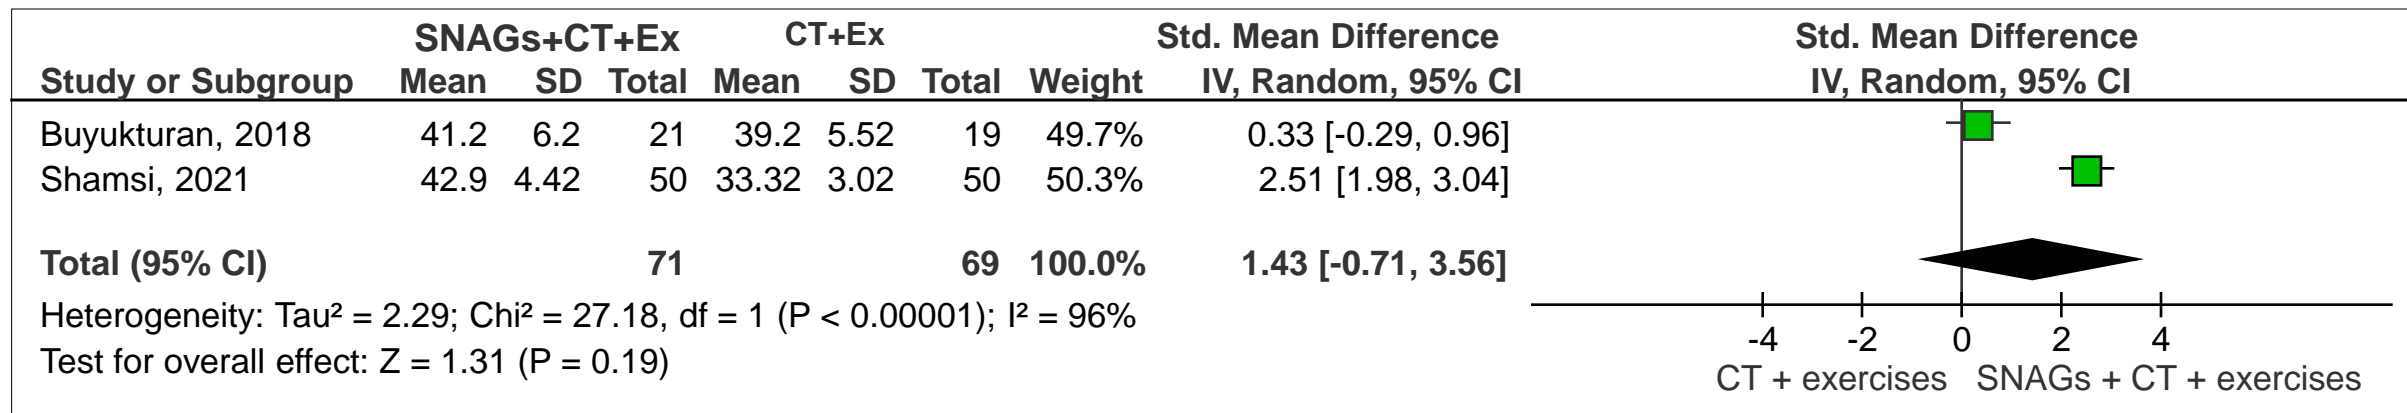 SNAGs+CT+Ex CT+Ex Std. Mean Difference Std. Mean Difference
Study or Subgroup Mean SD Total Mean SD Total Weight IV, Random, 95% CI IV, Random, 95% CI
Buyukturan, 2018 41.2 6.2 21 39.2 5.52 19 49.7% 0.33 [-0.29, 0.96]
Shamsi, 2021 42.9 4.42 50 33.32 3.02 50 50.3% 2.51 [1.98, 3.04]
Total (95% CI) 71 69 100.0% 1.43 [-0.71, 3.56]
Heterogeneity: Tau² = 2.29; Chi² = 27.18, df = 1 (P < 0.00001); I² = 96%
Test for overall effect: Z = 1.31 (P = 0.19)
-4 -2 0 2 4
CT + exercises SNAGs + CT + exercises